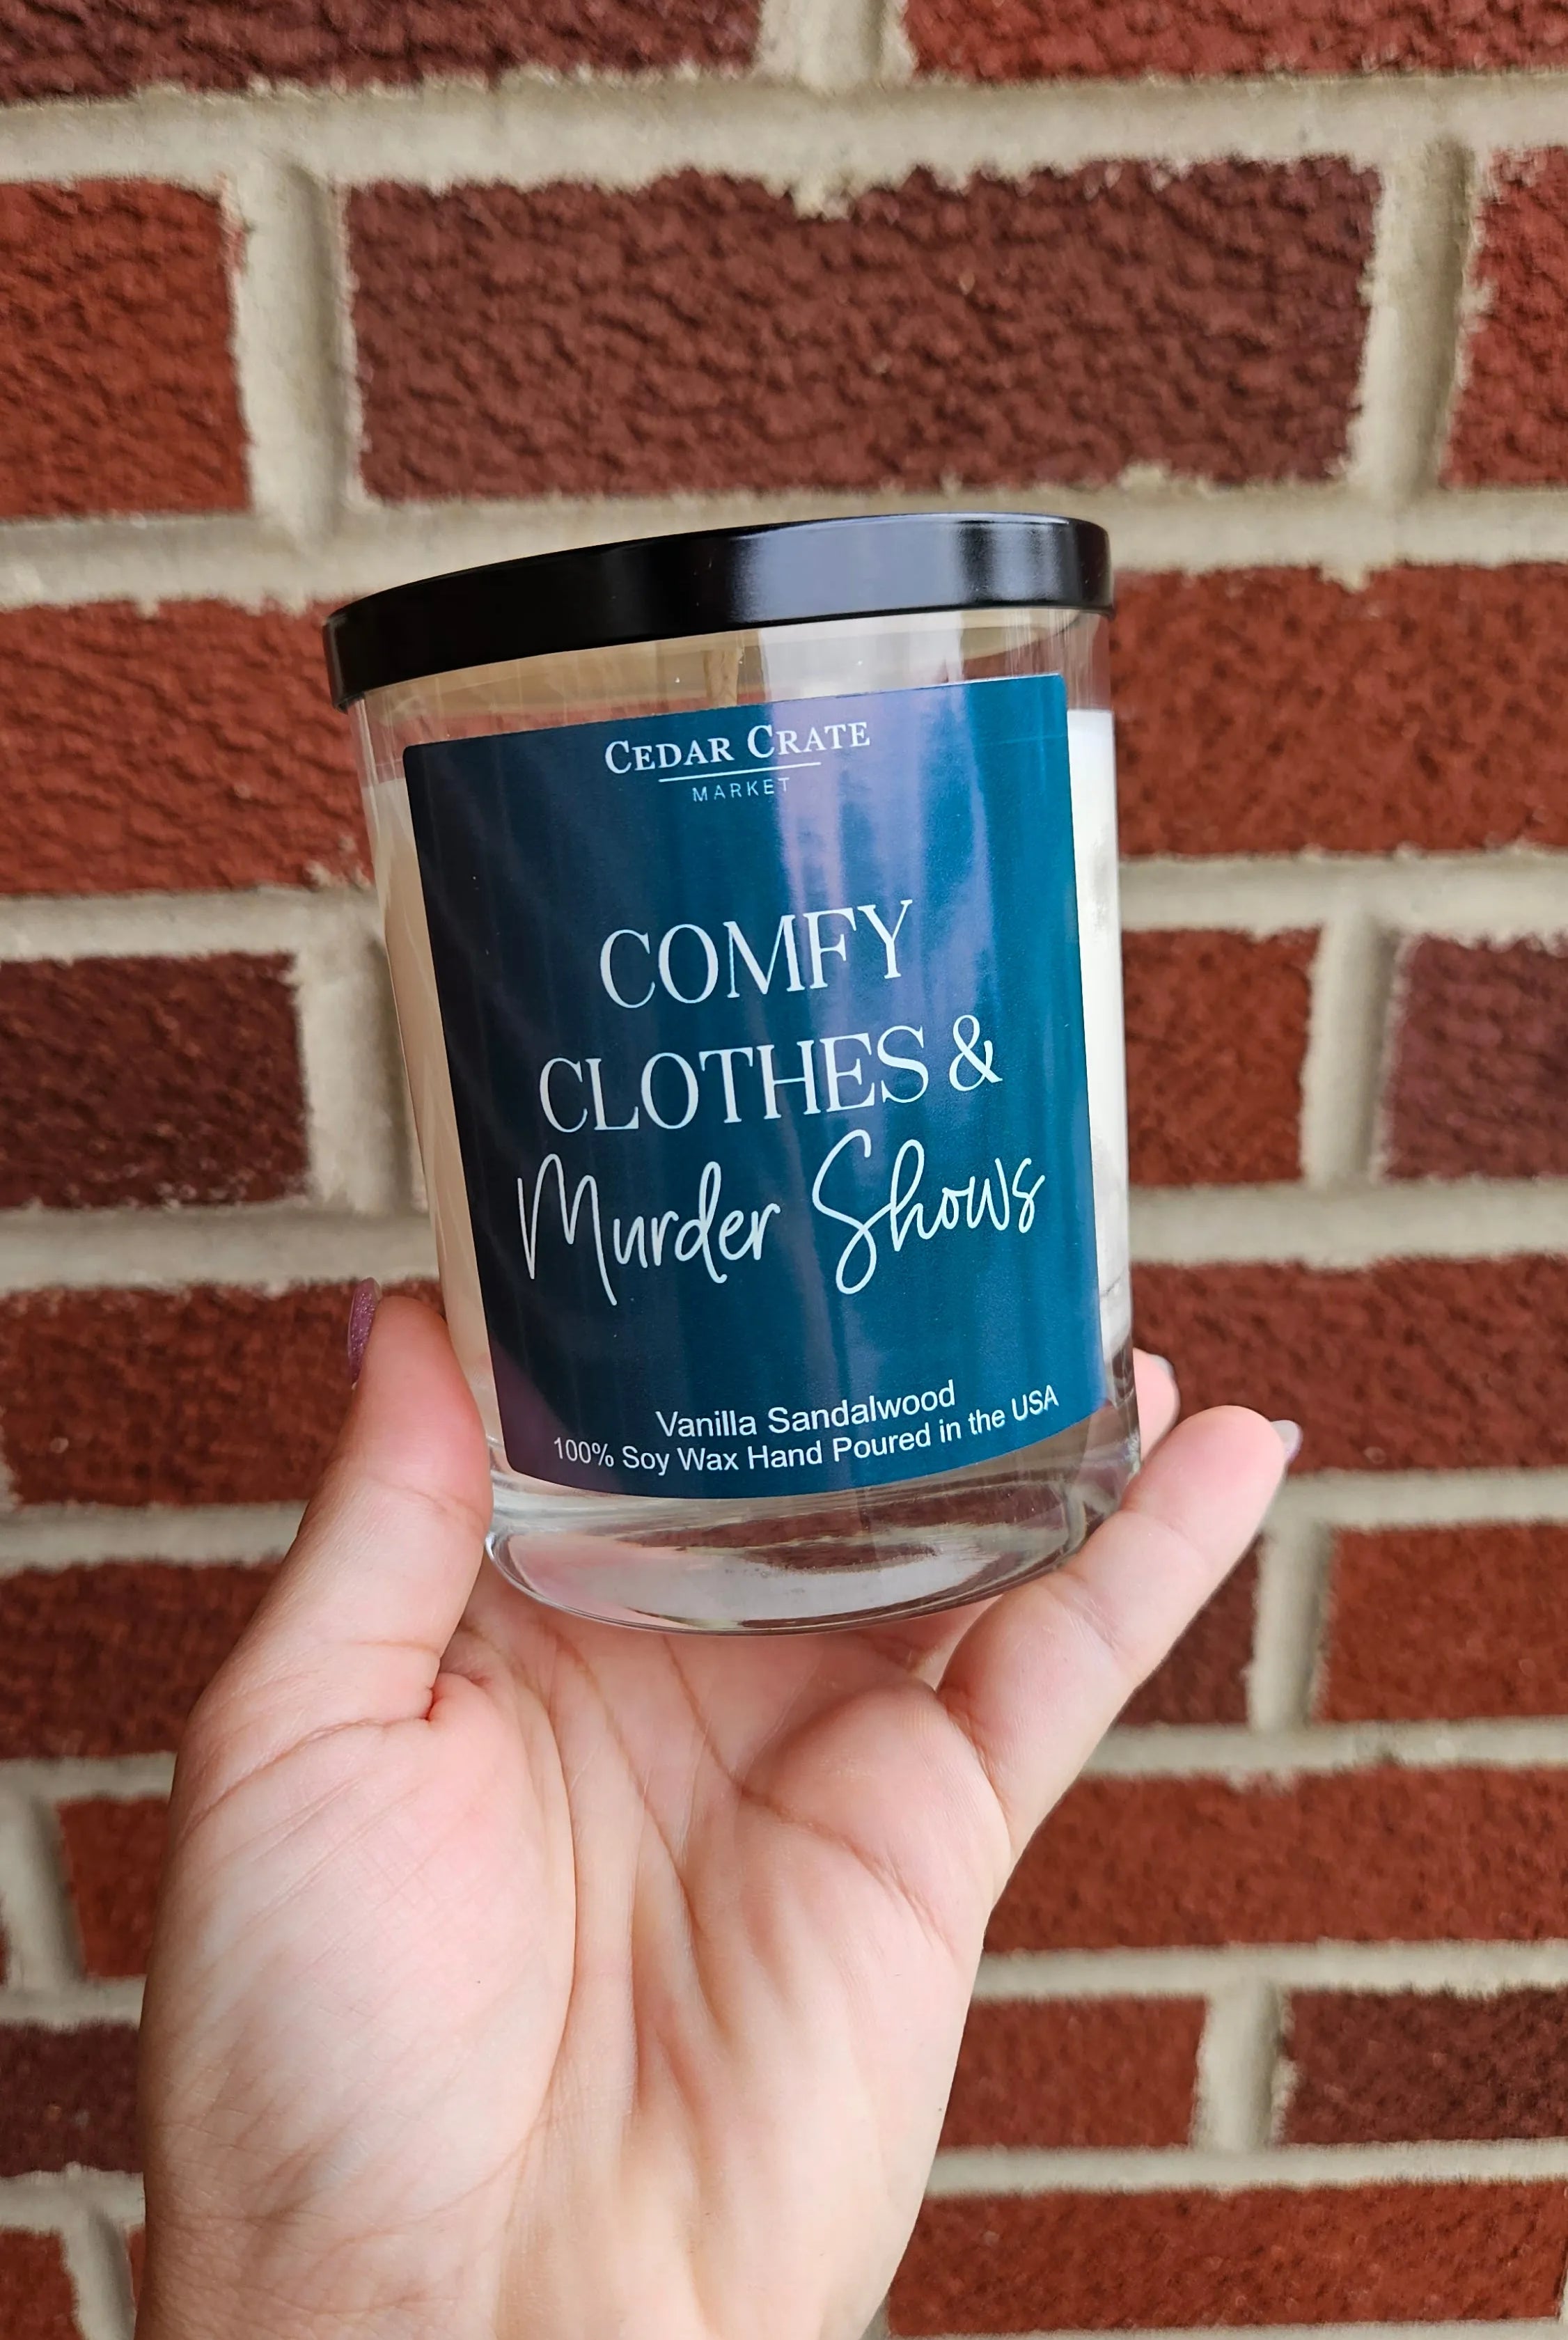 CEDAR CRATE
MARKET
COMFY
CLOTHES &
Murder Shows
Vanilla Sandalwood
100% Soy Wax Hand Poured in the USA